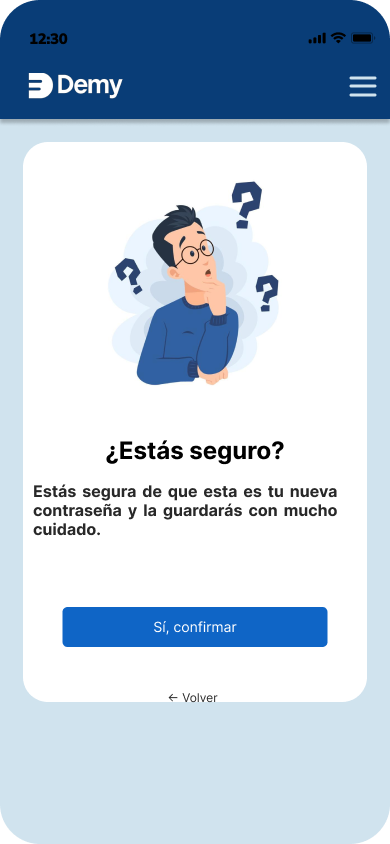 12:30
Demy
¿Estás seguro?
Estás segura de que esta es tu nueva
contraseña y la guardarás con mucho
cuidado.
Sí, confirmar
← Volver